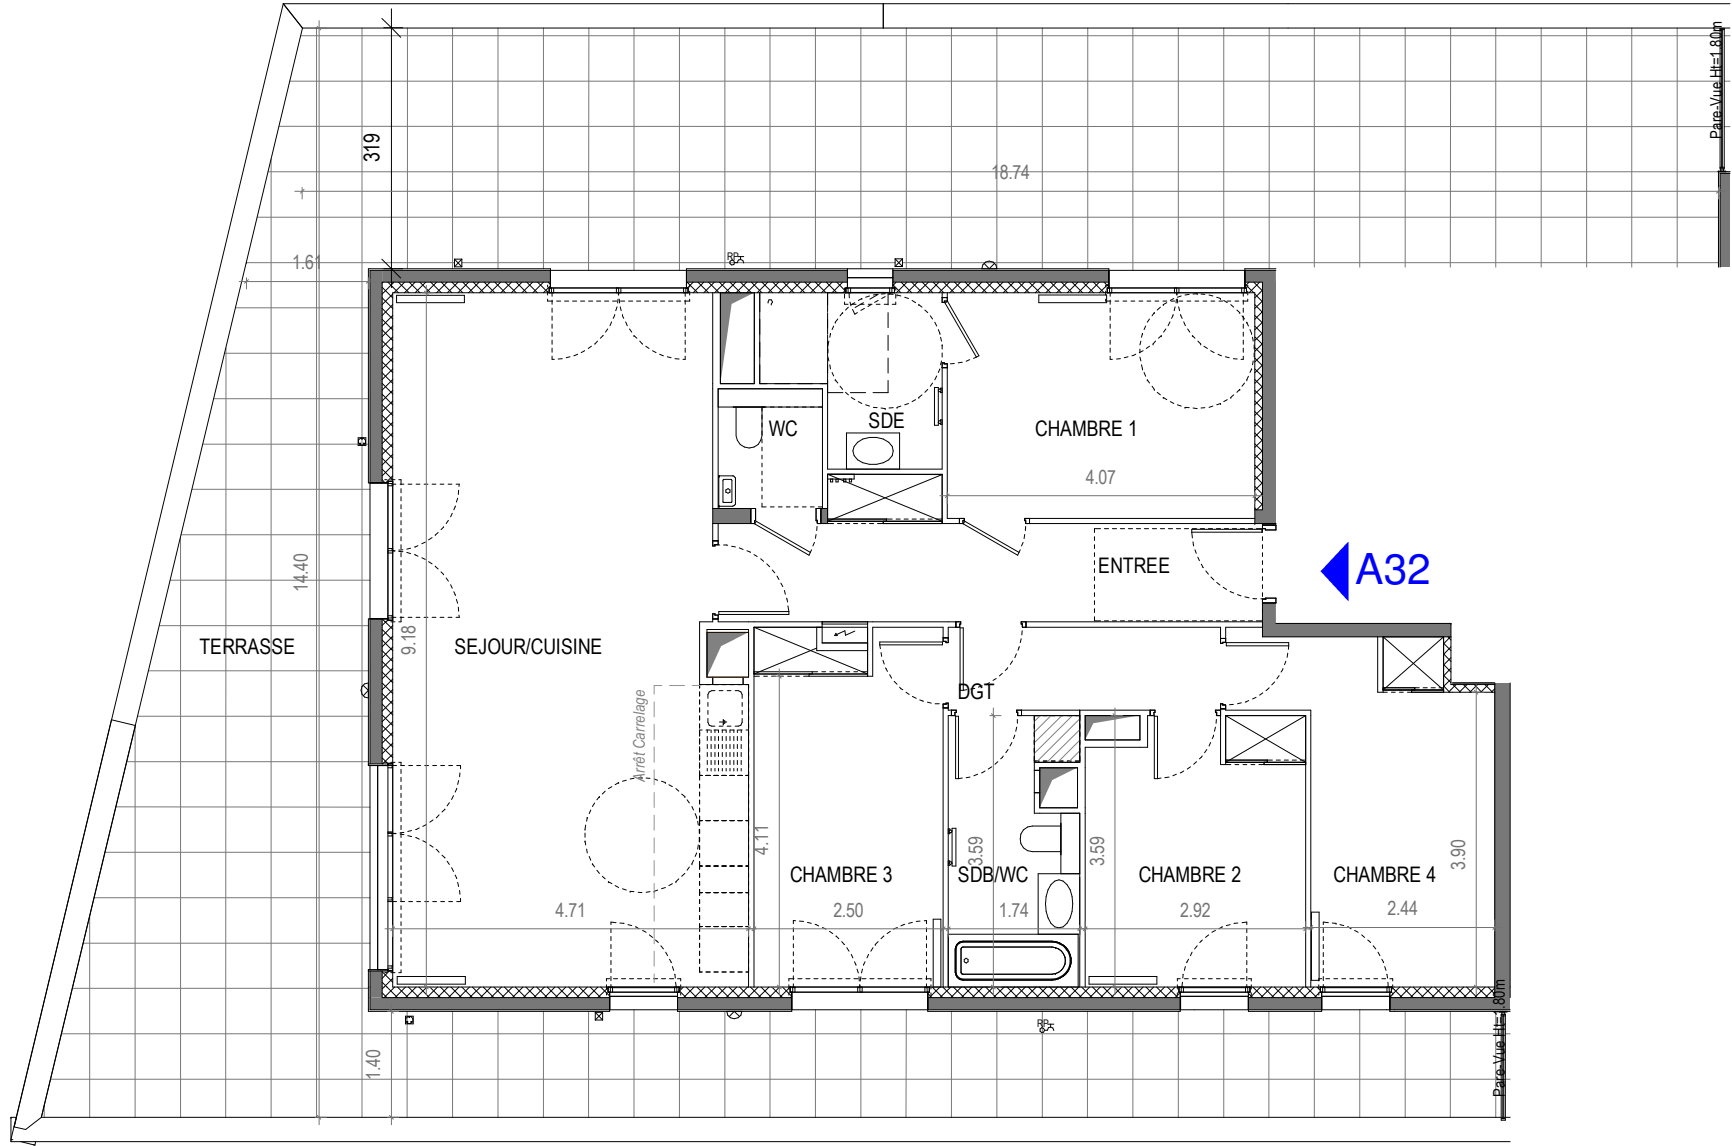 Pare-Vue Ht=1.80m
319
18.74
1.61
RP
WC
SDE
CHAMBRE 1
4.07
ENTREE
A32
14.40
TERRASSE
9.18
SEJOUR/CUISINE
Arrêt Carrelage
DGT
4.11
3.59
3.59
3.90
CHAMBRE 3
SDB/WC
CHAMBRE 2
CHAMBRE 4
4.71
2.50
1.74
2.92
2.44
Pare-Vue Ht=1.80m
RP
1.40